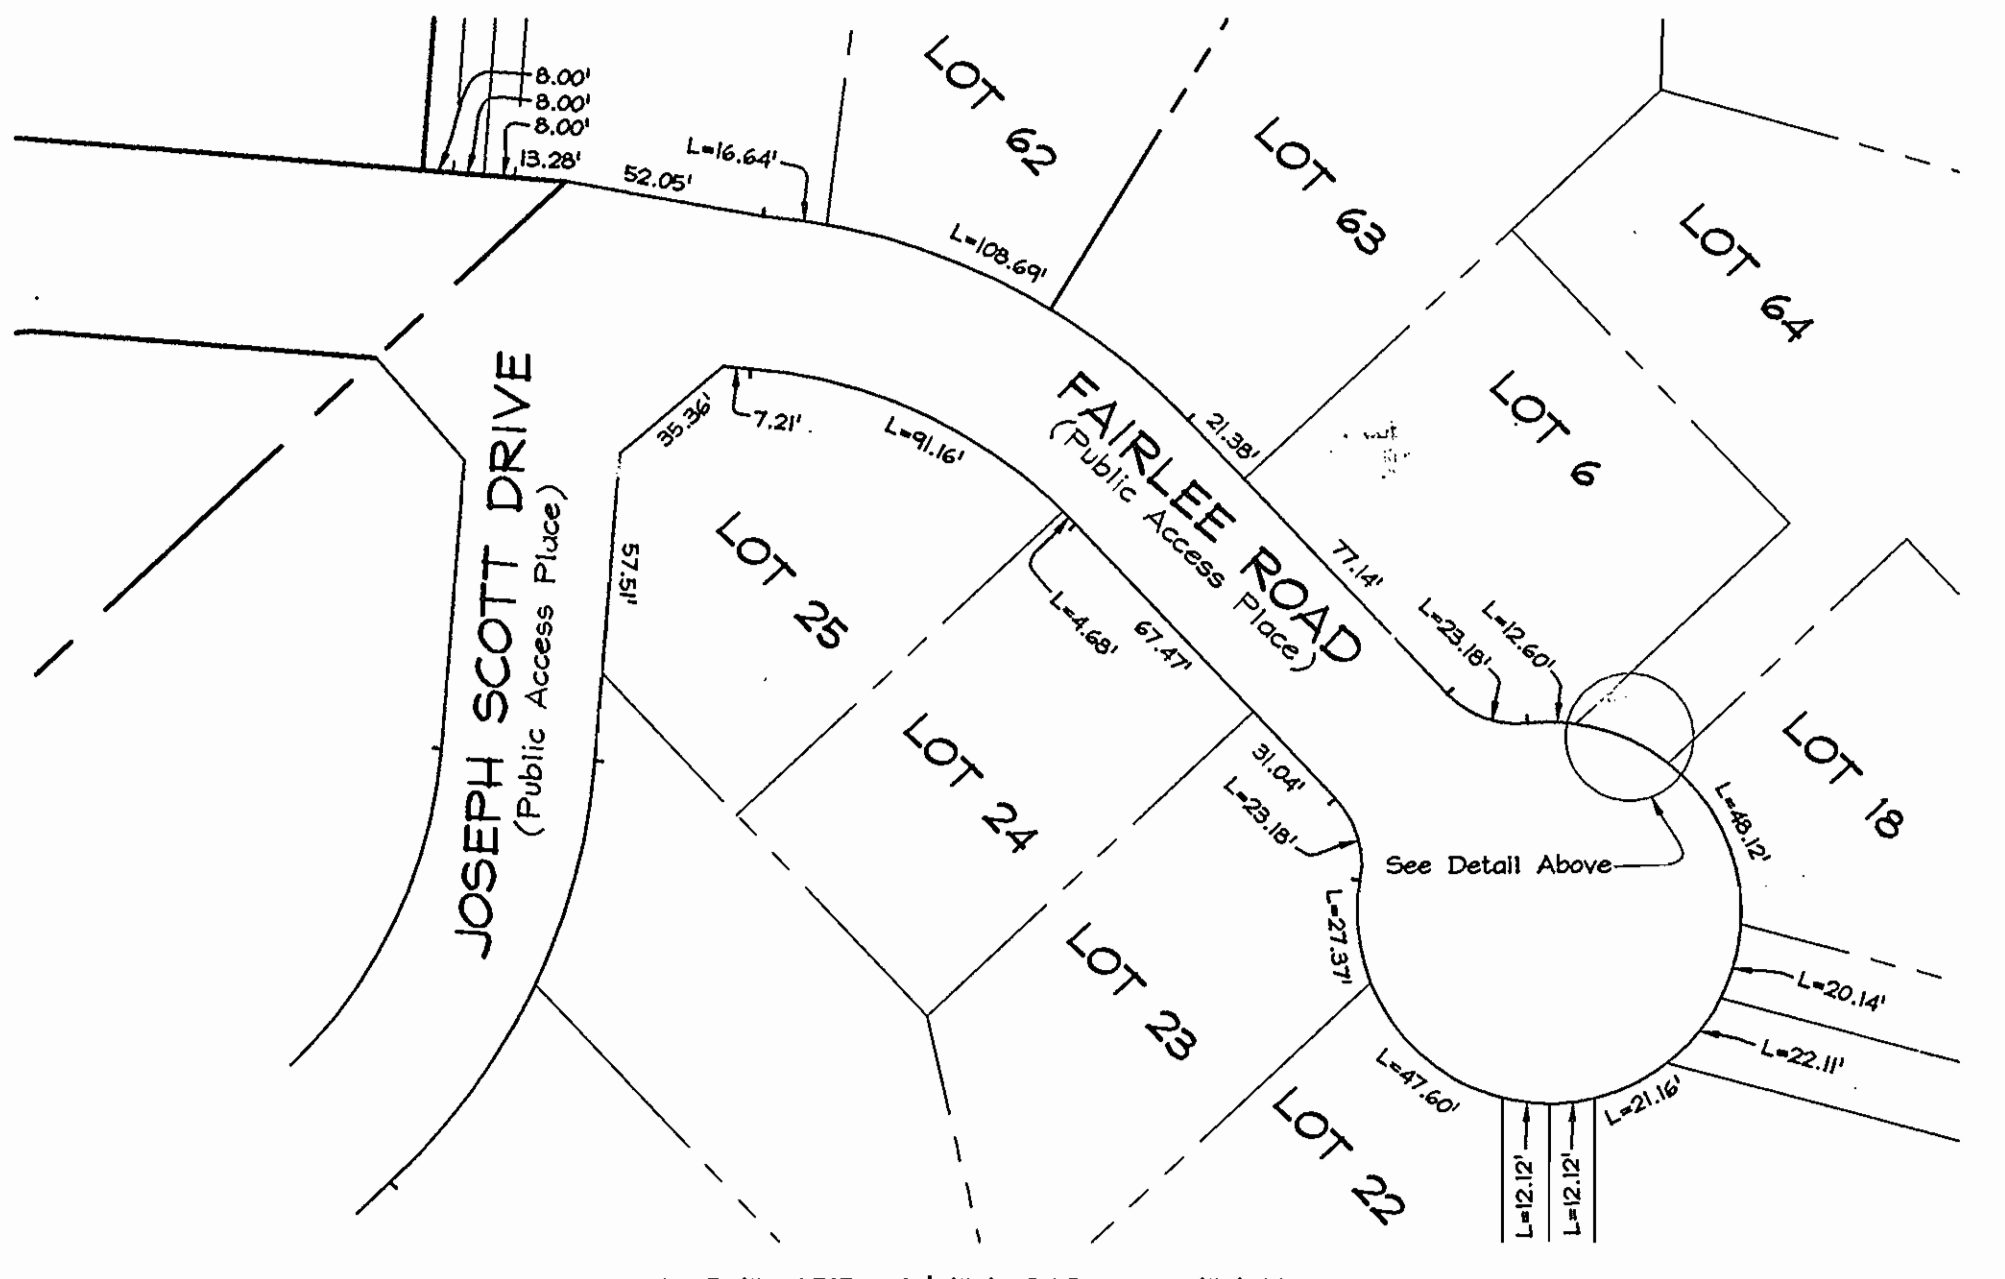 8.00'
8.00'
8.00'
13.28'
52.05'
L=16.64'
LOT 62
LOT 63
LOT 64
L=108.69'
LOT 6
35.36'
7.21'
L=91.16'
FAIRLEE ROAD
(Public Access Place)
21.38'
77.14'
L=23.18'
L=12.60'
JOSEPH SCOTT DRIVE
(Public Access Place)
57.51'
LOT 25
L=4.68'
67.47'
LOT 24
31.04'
L=23.18'
See Detail Above
L=48.12'
LOT 18
LOT 23
L=27.37'
L=20.14'
L=22.11'
L=21.16'
L=47.60'
L=12.12'
L=12.12'
LOT 22